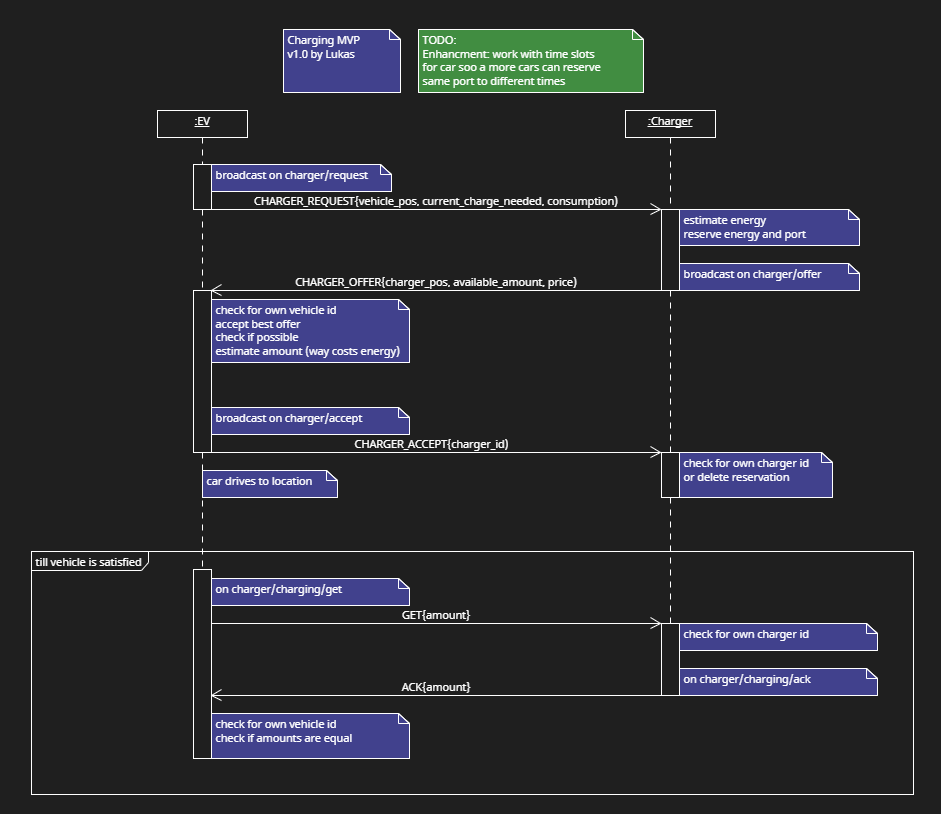 Charging MVP
v1.0 by Lukas
TODO:
Enhancment: work with time slots
for car soo a more cars can reserve
same port to different times
:EV
:Charger
broadcast on charger/request
CHARGER_REQUEST{vehicle_pos, current_charge_needed, consumption)
estimate energy
reserve energy and port
broadcast on charger/offer
CHARGER_OFFER{charger_pos, available_amount, price)
check for own vehicle id
accept best offer
check if possible
estimate amount (way costs energy)
broadcast on charger/accept
CHARGER_ACCEPT{charger_id)
check for own charger id
or delete reservation
car drives to location
till vehicle is satisfied
on charger/charging/get
GET{amount}
check for own charger id
on charger/charging/ack
ACK{amount}
check for own vehicle id
check if amounts are equal